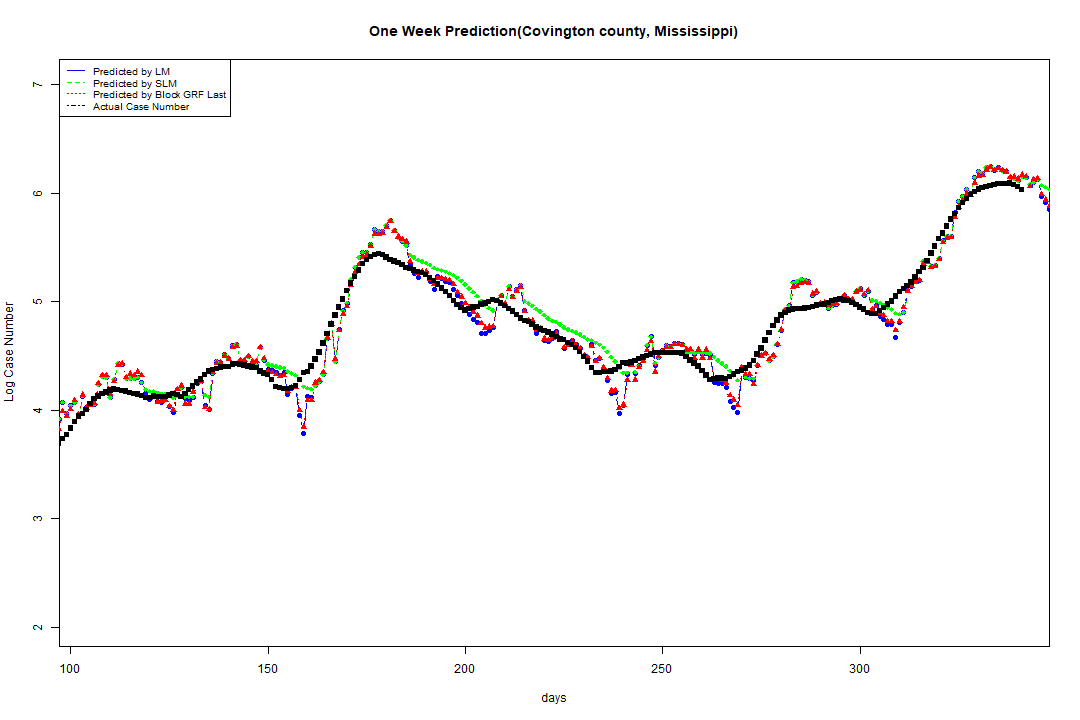 One Week Prediction(Covington county, Mississippi)
Predicted by LM
Predicted by SLM
Predicted by Block GRF Last
Actual Case Number
Log Case Number
7
6
5
4
3
2
100 150 200 250 300
days